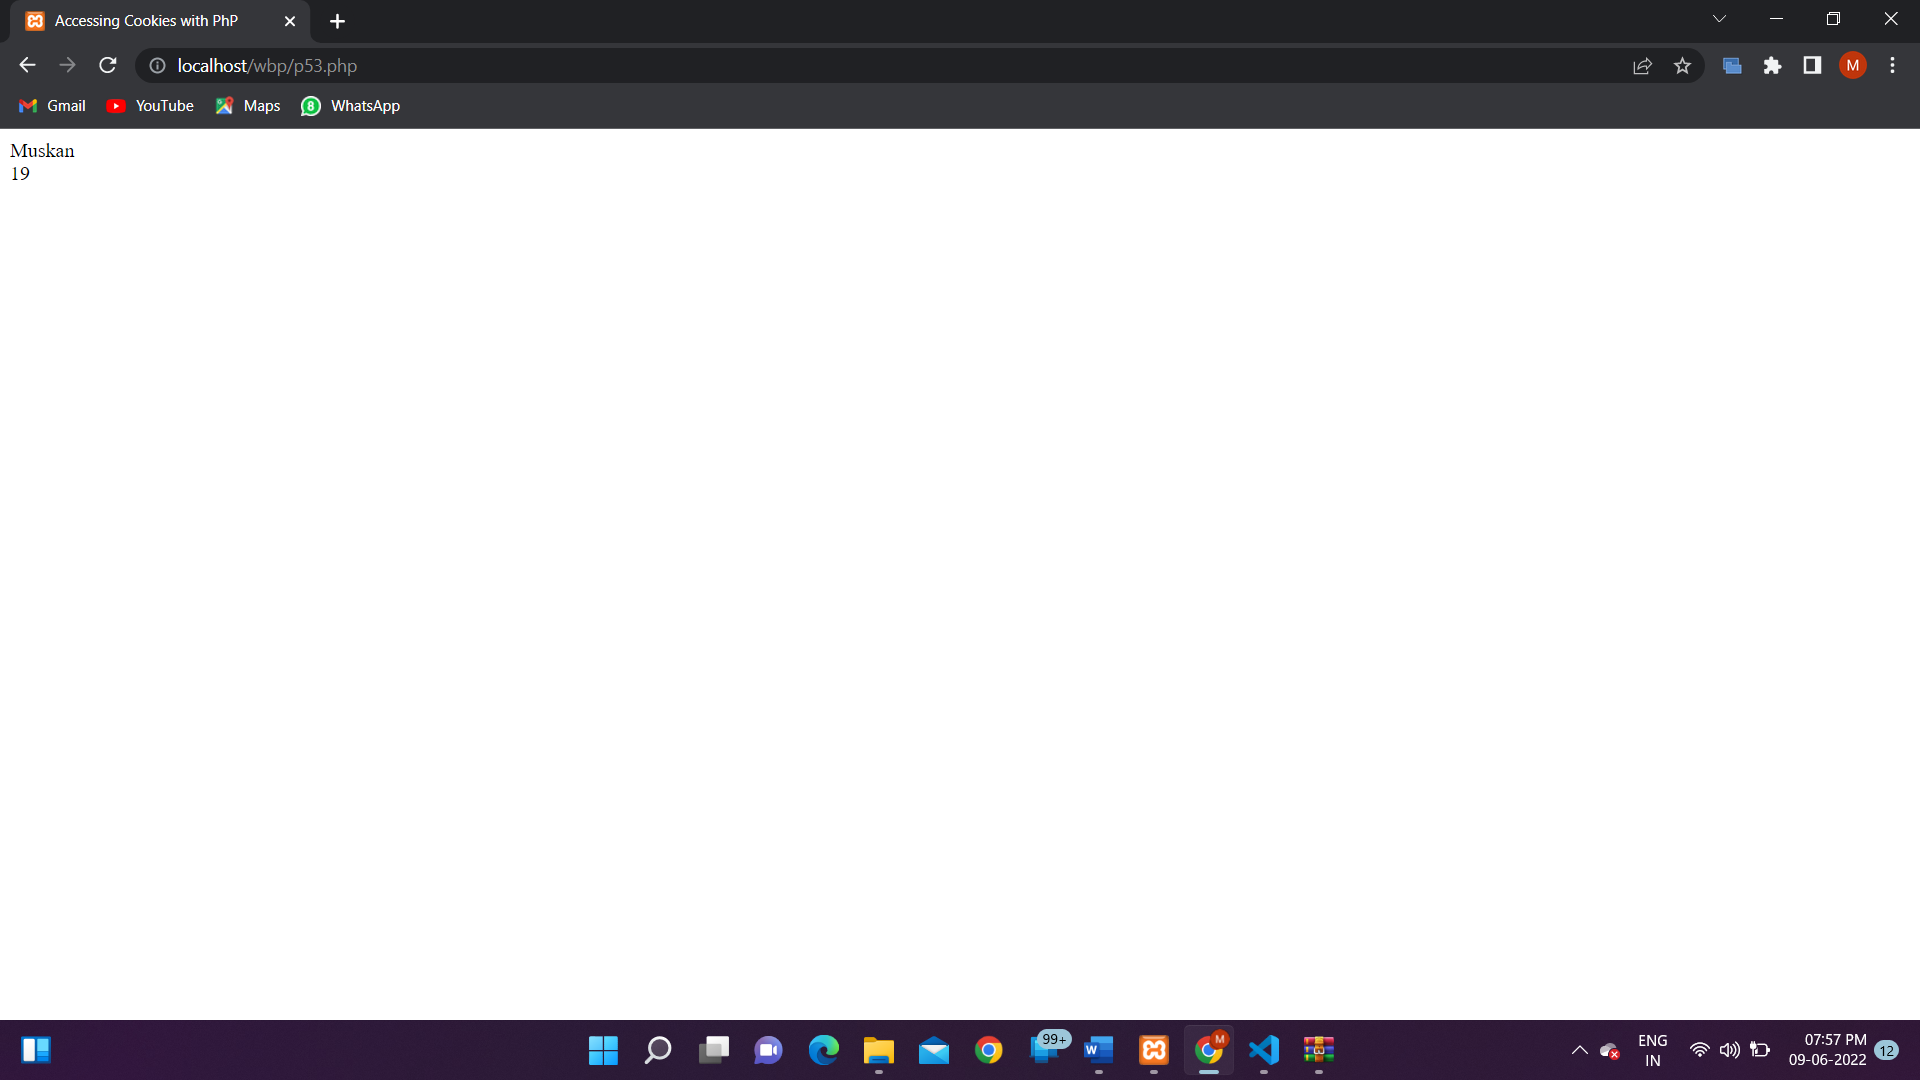 Accessing Cookies with PhP
localhost/wbp/p53.php
M
Gmail
YouTube
Maps
8 WhatsApp
Muskan
19
99+
W
M
ENG
IN
07:57 PM
09-06-2022
12